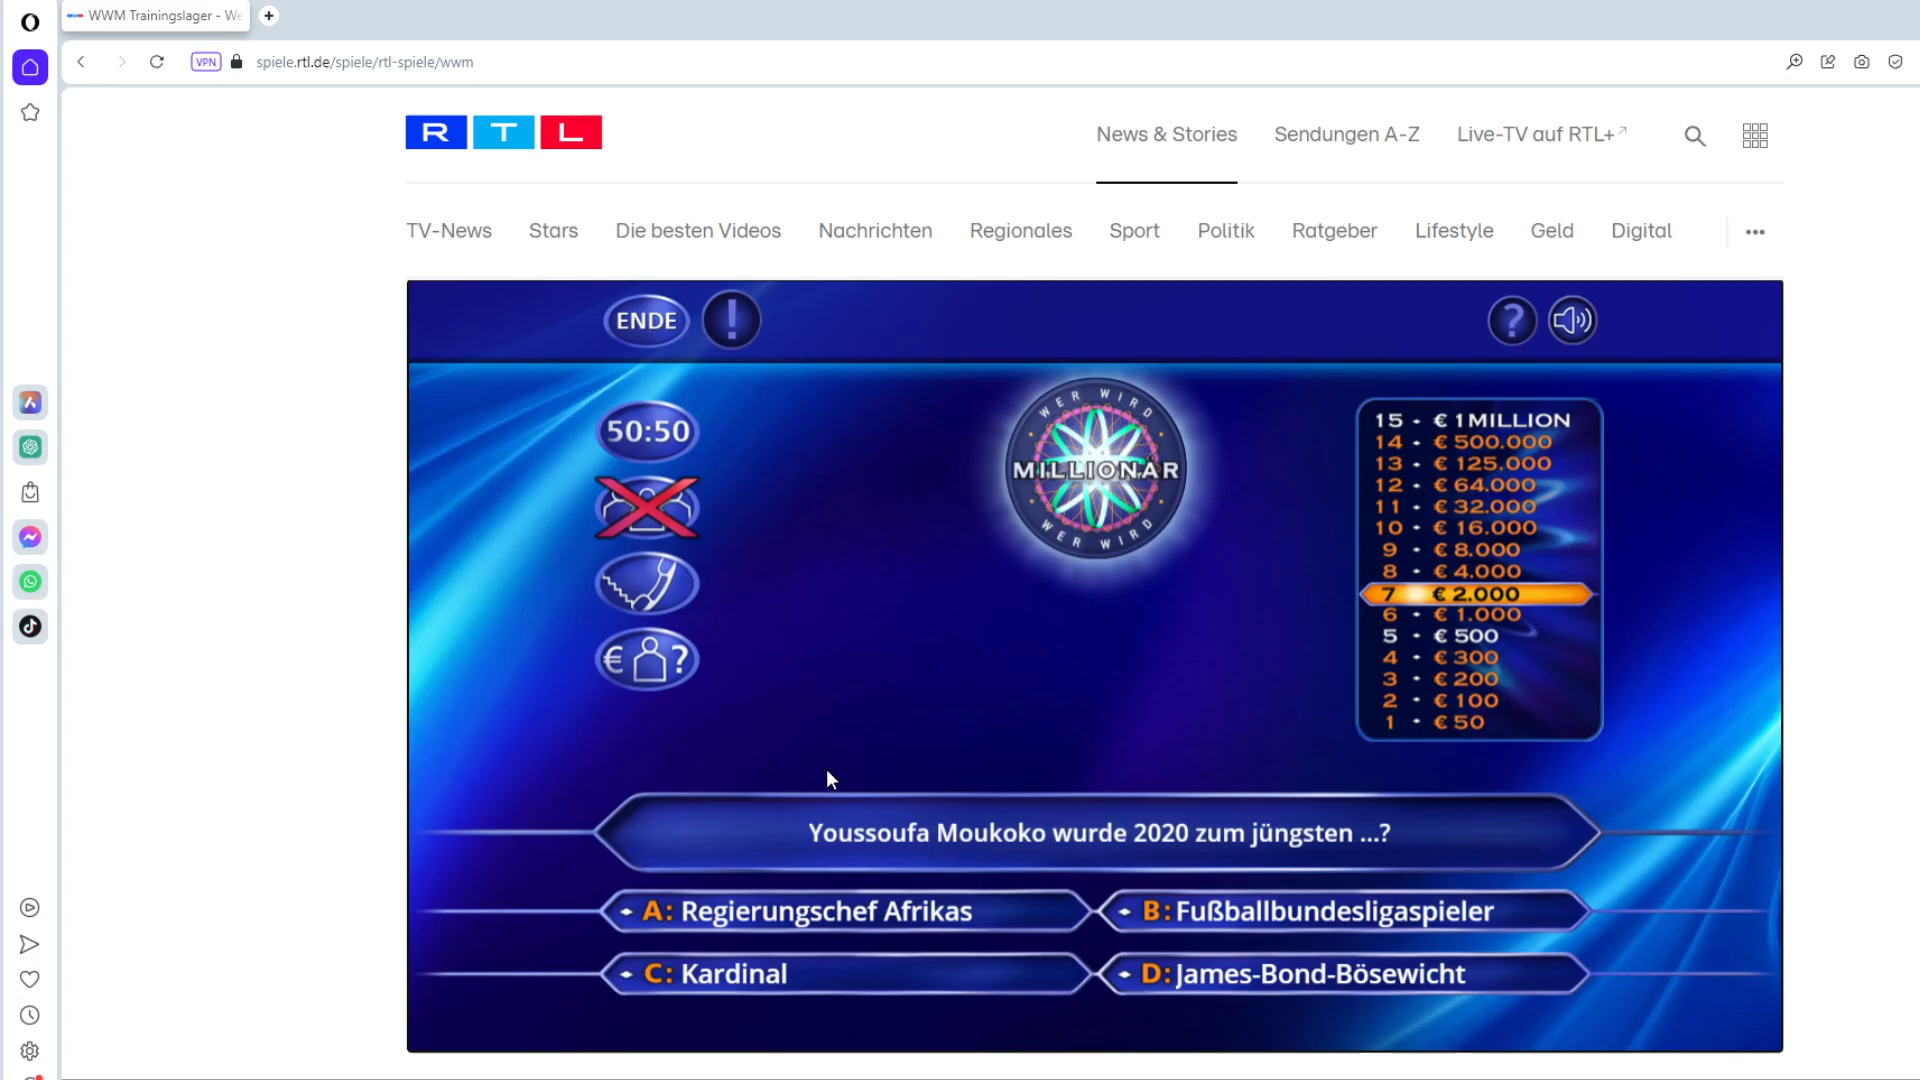 WWM Trainingslager - We
VPN spiele.rtl.de/spiele/rtl-spiele/wwm
RTL
News & Stories Sendungen A-Z Live-TV auf RTL+
TV-News Stars Die besten Videos Nachrichten Regionales Sport Politik Ratgeber Lifestyle Geld Digital
ENDE ! ?
50:50
€ ?
WER WIRD
MILLIONÄR
WER WIRD
15 • € 1 MILLION
14 • € 500.000
13 • € 125.000
12 • € 64.000
11 • € 32.000
10 • € 16.000
9 • € 8.000
8 • € 4.000
7 € 2.000
6 • € 1.000
5 • € 500
4 • € 300
3 • € 200
2 • € 100
1 • € 50
Youssoufa Moukoko wurde 2020 zum jüngsten ...?
A: Regierungschef Afrikas
B: Fußballbundesligaspieler
C: Kardinal
D: James-Bond-Bösewicht